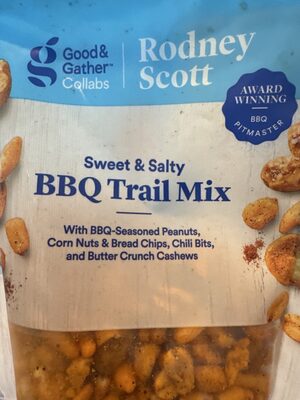 Good&
Gather™
Collabs
Rodney
Scott
AWARD
WINNING
BBQ
PITMASTER
Sweet & Salty
BBQ Trail Mix
With BBQ-Seasoned Peanuts,
Corn Nuts & Bread Chips, Chili Bits,
and Butter Crunch Cashews